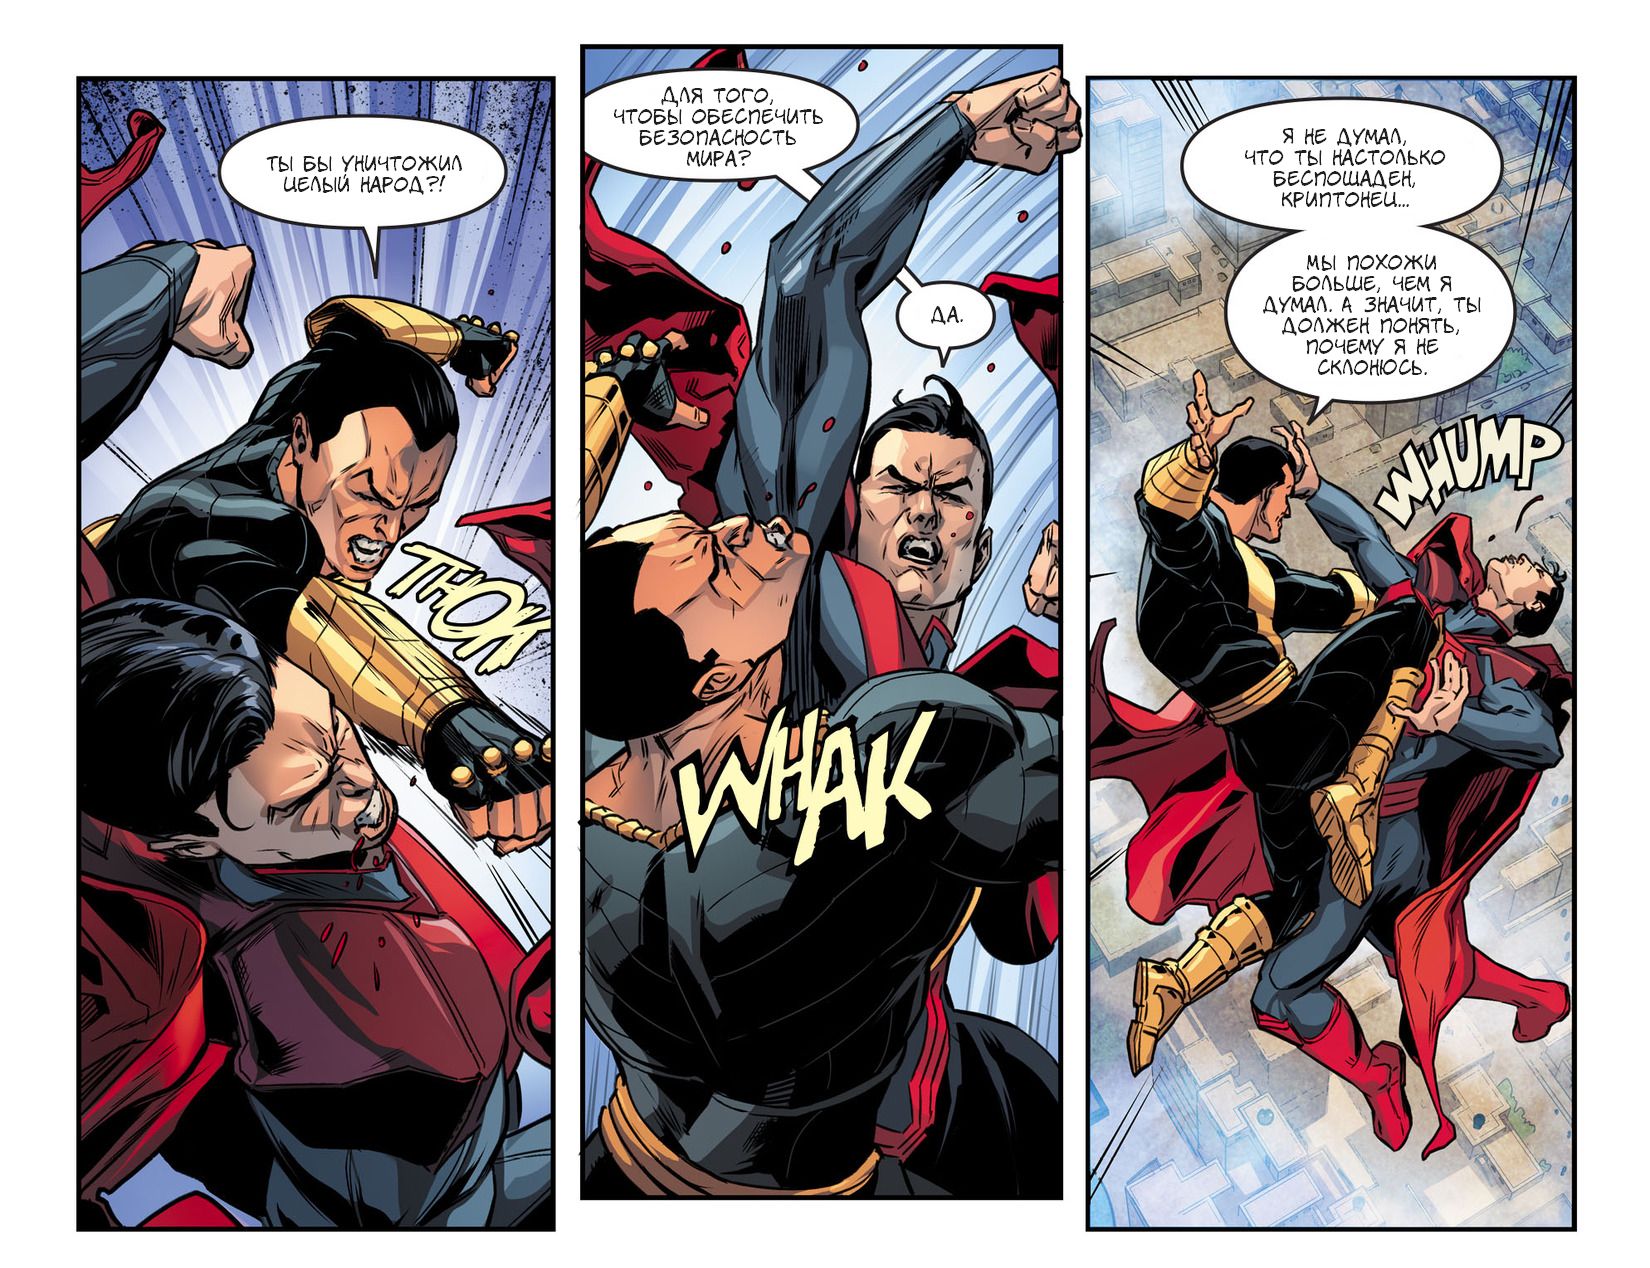 ТЫ БЫ УНИЧТОЖИЛ
ЦЕЛЫЙ НАРОД?!
THOK
ДЛЯ ТОГО,
ЧТОБЫ ОБЕСПЕЧИТЬ
БЕЗОПАСНОСТЬ
МИРА?
ДА.
WHAK
Я НЕ ДУМАЛ,
ЧТО ТЫ НАСТОЛЬКО
БЕСПОШАДЕН,
КРИПТОНЕЦ...
МЫ ПОХОЖИ
БОЛЬШЕ, ЧЕМ Я
ДУМАЛ. А ЗНАЧИТ, ТЫ
ДОЛЖЕН ПОНЯТЬ,
ПОЧЕМУ Я НЕ
СКЛОНЮСЬ.
WHUMP